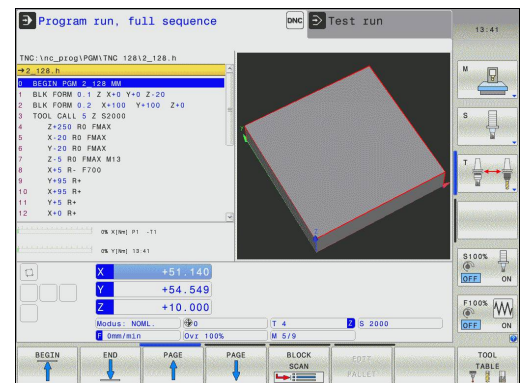 Program run, full sequence
DNC
Test run
13:41
TNC:\nc_prog\PGM\TNC 128\2_128.h
→2_128.h
0 BEGIN PGM 2_128 MM
1 BLK FORM 0.1 Z X+0 Y+0 Z-20
2 BLK FORM 0.2 X+100 Y+100 Z+0
3 TOOL CALL 5 Z S2000
4 Z+250 R0 FMAX
5 X-20 R0 FMAX
6 Y-20 R0 FMAX
7 Z-5 R0 FMAX M13
8 X+5 R- F700
9 Y+95 R+
10 X+95 R+
11 Y+5 R+
12 X+0 R+
0% X[Nm] P1 -T1
0% Y[Nm] 13:41
X +51.140
Y +54.549
Z +10.000
Modus: NOML. 0 T 4 Z S 2000
F 0mm/min Ovr 100% M 5/9
M
S
T
S100%
OFF ON
F100%
OFF ON
BEGIN
END
PAGE
PAGE
BLOCK SCAN
EDIT PALLET
TOOL TABLE